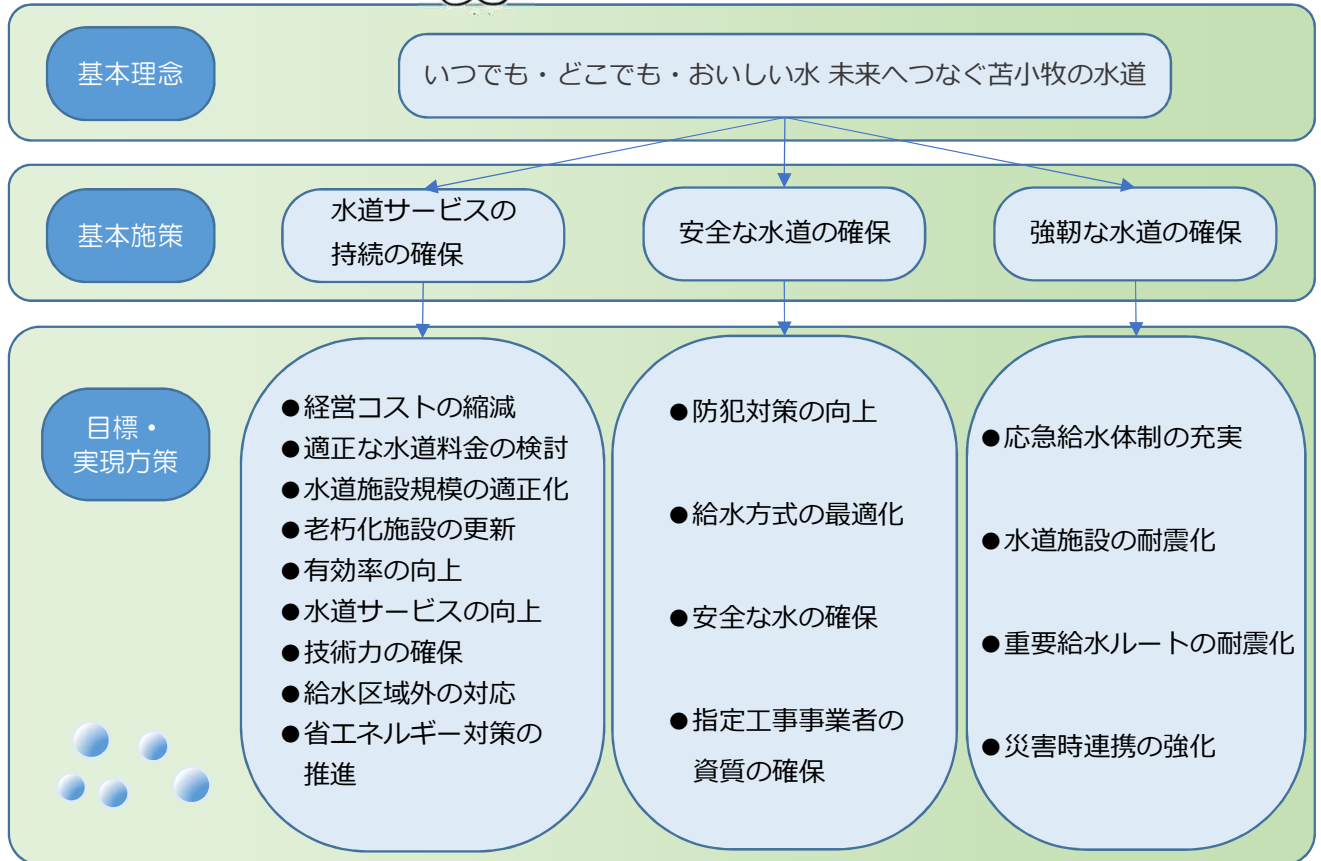 基本理念
いつでも・どこでも・おいしい水 未来へつなぐ苫小牧の水道
基本施策
水道サービスの
持続の確保
安全な水道の確保
強靭な水道の確保
目標・
実現方策
●経営コストの縮減
●適正な水道料金の検討
●水道施設規模の適正化
●老朽化施設の更新
●有効率の向上
●水道サービスの向上
●技術力の確保
●給水区域外の対応
●省エネルギー対策の
推進
●防犯対策の向上
●給水方式の最適化
●安全な水の確保
●指定工事事業者の
資質の確保
●応急給水体制の充実
●水道施設の耐震化
●重要給水ルートの耐震化
●災害時連携の強化